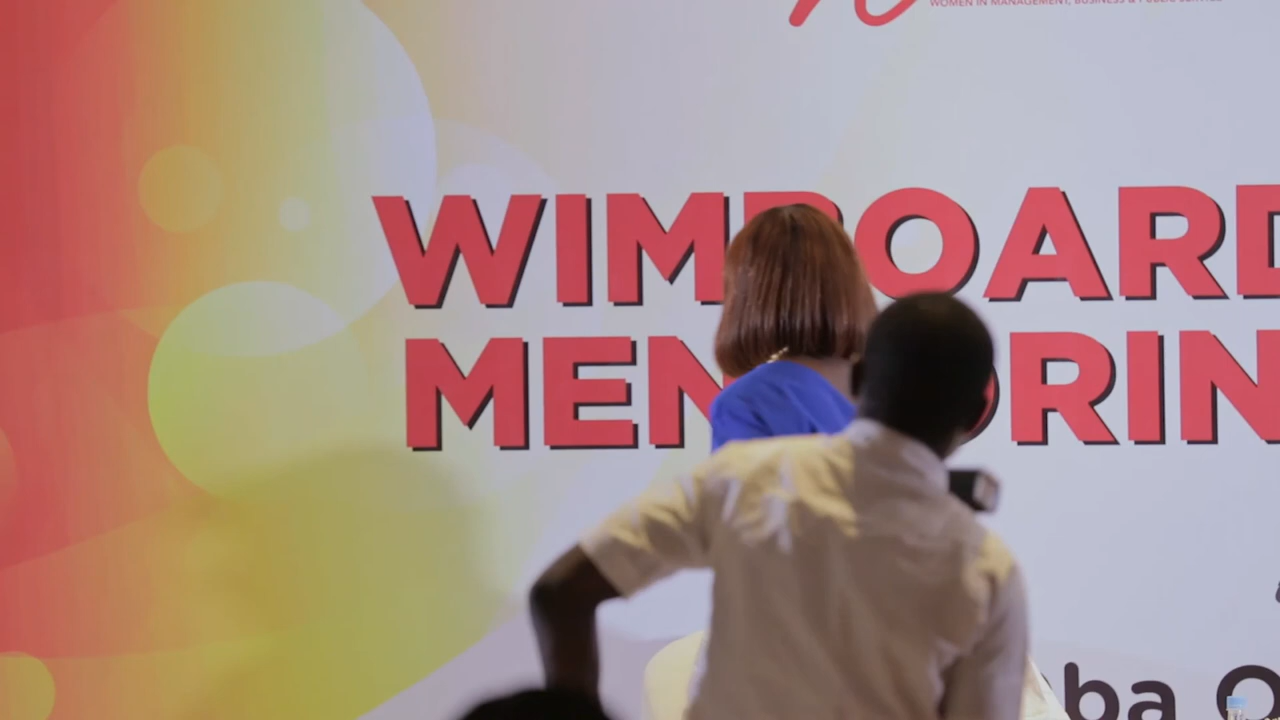 WOMEN IN MANAGEMENT, BUSINESS & PUBLIC SERVICE
WIMBOARD
MENTORIN
ba O